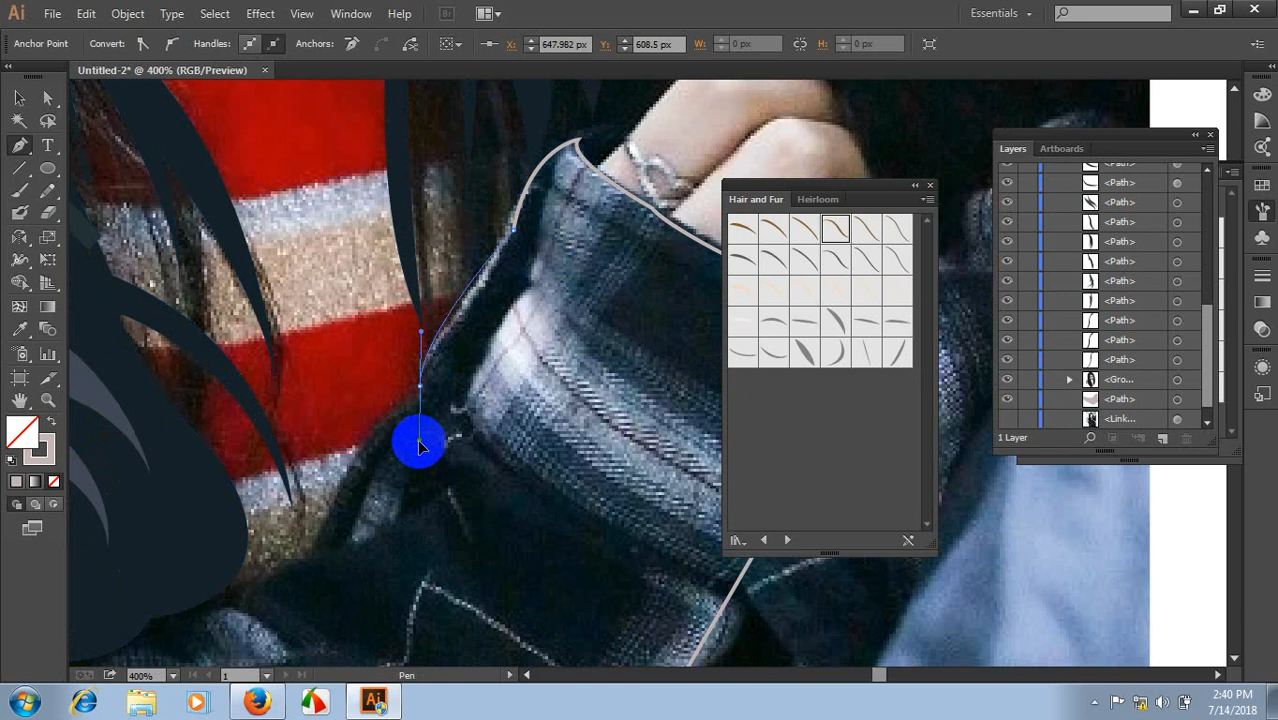 Ai File Edit Object Type Select Effect View Window Help Br Essentials
Anchor Point Convert: Handles: Anchors: X: 647.982 px Y: 608.5 px W: 0 px H: 0 px
Untitled-2* @ 400% (RGB/Preview) ×
Layers Artboards
<Path>
<Path>
<Path>
<Path>
<Path>
<Path>
<Path>
<Path>
<Path>
<Path>
<Path>
<Gro...
<Path>
<Link...
1 Layer
Hair and Fur Heirloom
400% 1 Pen
Ai
2:40 PM
7/14/2018